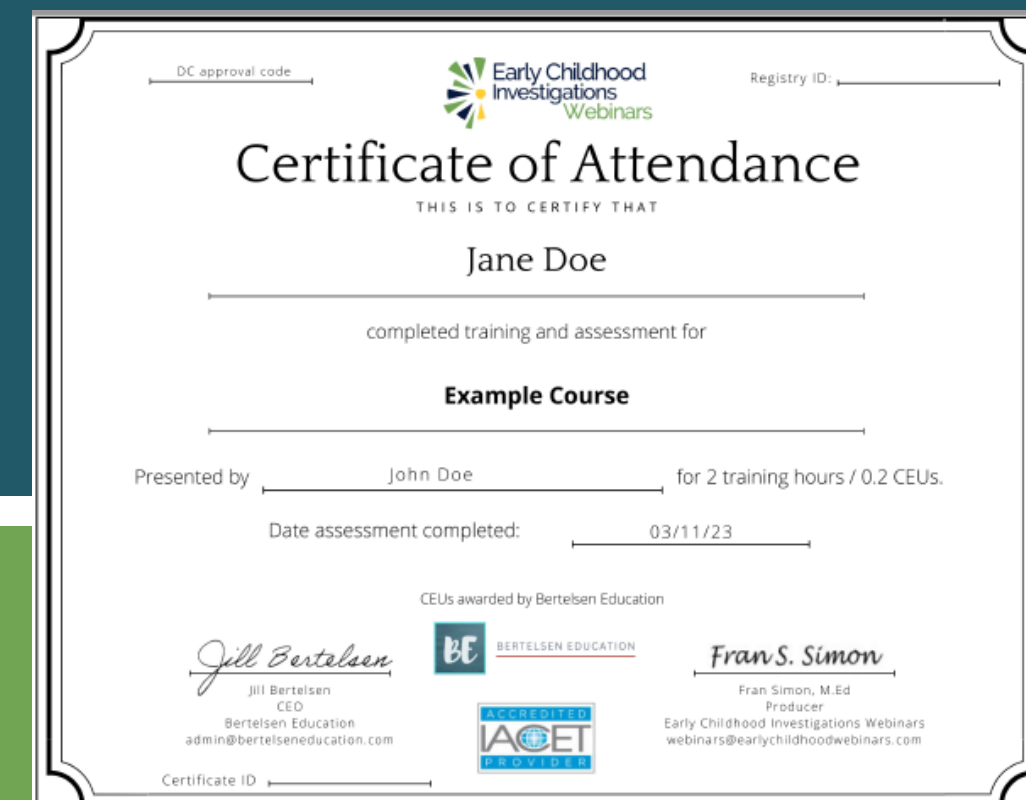 DC approval code
Early Childhood
Investigations
Webinars
Registry ID:
Certificate of Attendance
THIS IS TO CERTIFY THAT
Jane Doe
completed training and assessment for
Example Course
Presented by John Doe for 2 training hours / 0.2 CEUs.
Date assessment completed: 03/11/23
CEUs awarded by Bertelsen Education
BE BERTELSEN EDUCATION
Jill Bertelsen
Jill Bertelsen
CEO
Bertelsen Education
admin@bertelseneducation.com
ACCREDITED
IACET
PROVIDER
Fran S. Simon
Fran Simon, M.Ed
Producer
Early Childhood Investigations Webinars
webinars@earlychildhoodwebinars.com
Certificate ID